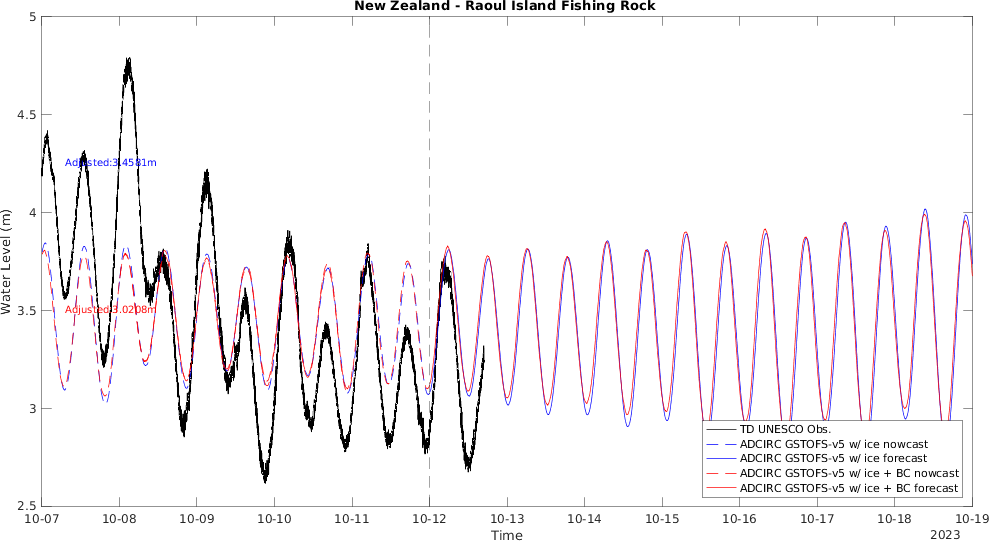 New Zealand - Raoul Island Fishing Rock
5
4.5
4
3.5
3
2.5
Water Level (m)
Adjusted:3.4581m
Adjusted:3.0208m
TD UNESCO Obs.
ADCIRC GSTOFS-v5 w/ ice nowcast
ADCIRC GSTOFS-v5 w/ ice forecast
ADCIRC GSTOFS-v5 w/ ice + BC nowcast
ADCIRC GSTOFS-v5 w/ ice + BC forecast
10-07 10-08 10-09 10-10 10-11 10-12 10-13 10-14 10-15 10-16 10-17 10-18 10-19
Time
2023